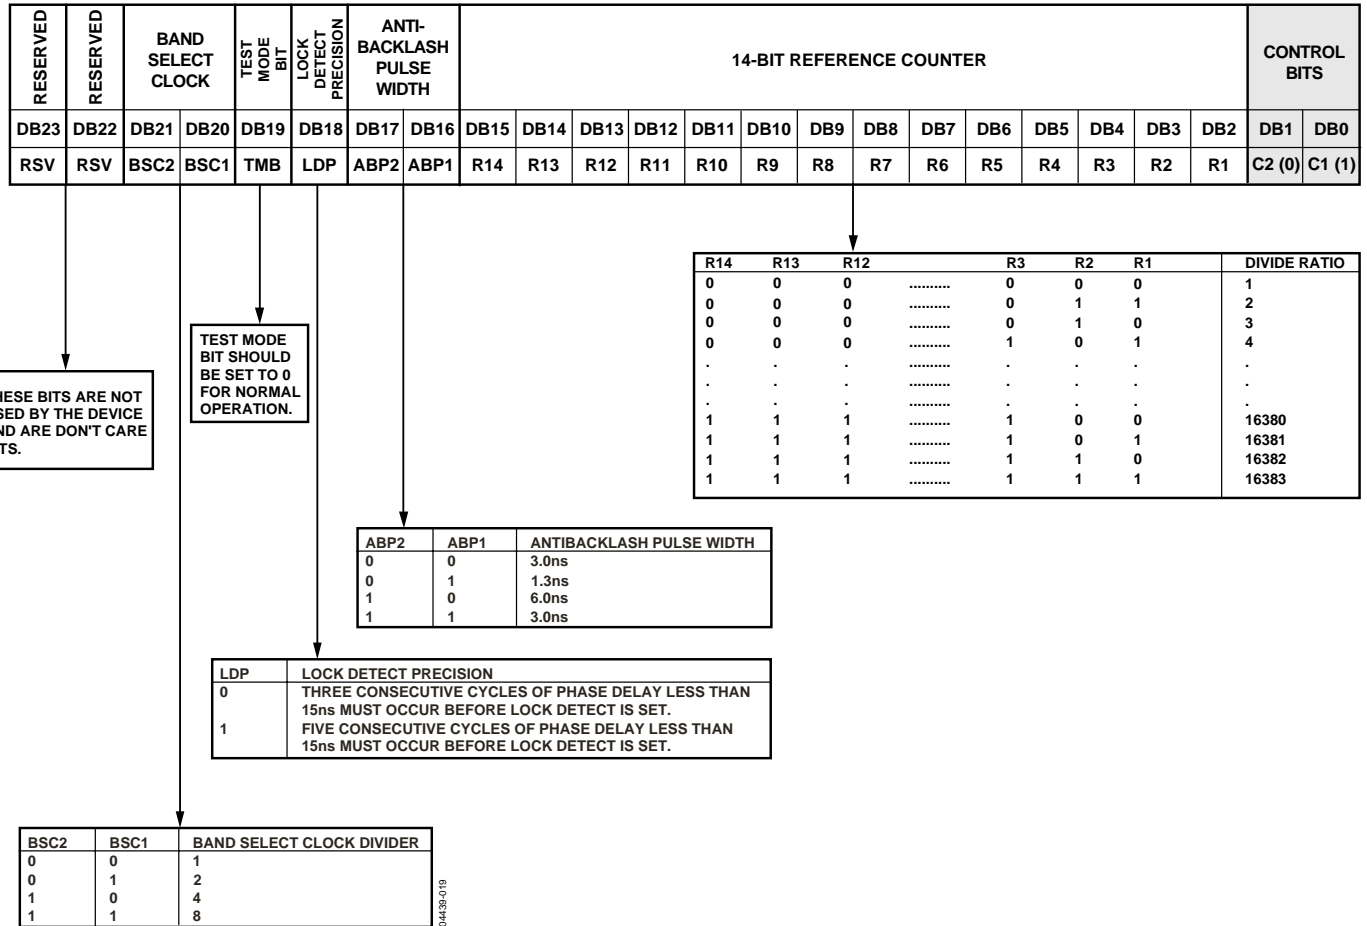 RESERVED
RESERVED
BAND
SELECT
CLOCK
TEST
MODE
BIT
LOCK
DETECT
PRECISION
ANTI-
BACKLASH
PULSE
WIDTH
14-BIT REFERENCE COUNTER
CONTROL
BITS
DB23 DB22 DB21 DB20 DB19 DB18 DB17 DB16 DB15 DB14 DB13 DB12 DB11 DB10 DB9 DB8 DB7 DB6 DB5 DB4 DB3 DB2 DB1 DB0
RSV RSV BSC2 BSC1 TMB LDP ABP2 ABP1 R14 R13 R12 R11 R10 R9 R8 R7 R6 R5 R4 R3 R2 R1 C2 (0) C1 (1)
R14 R13 R12 R3 R2 R1 DIVIDE RATIO
0 0 0 .......... 0 0 0 1
0 0 0 .......... 0 1 1 2
0 0 0 .......... 0 1 0 3
0 0 0 .......... 1 0 1 4
. . . .......... . . . .
. . . .......... . . . .
. . . .......... . . . .
1 1 1 .......... 1 0 0 16380
1 1 1 .......... 1 0 1 16381
1 1 1 .......... 1 1 0 16382
1 1 1 .......... 1 1 1 16383
TEST MODE
BIT SHOULD
BE SET TO 0
FOR NORMAL
OPERATION.
HESE BITS ARE NOT
SED BY THE DEVICE
ND ARE DON'T CARE
TS.
ABP2 ABP1 ANTIBACKLASH PULSE WIDTH
0 0 3.0ns
0 1 1.3ns
1 0 6.0ns
1 1 3.0ns
LDP LOCK DETECT PRECISION
0 THREE CONSECUTIVE CYCLES OF PHASE DELAY LESS THAN
15ns MUST OCCUR BEFORE LOCK DETECT IS SET.
1 FIVE CONSECUTIVE CYCLES OF PHASE DELAY LESS THAN
15ns MUST OCCUR BEFORE LOCK DETECT IS SET.
BSC2 BSC1 BAND SELECT CLOCK DIVIDER
0 0 1
0 1 2
1 0 4
1 1 8
04439-019